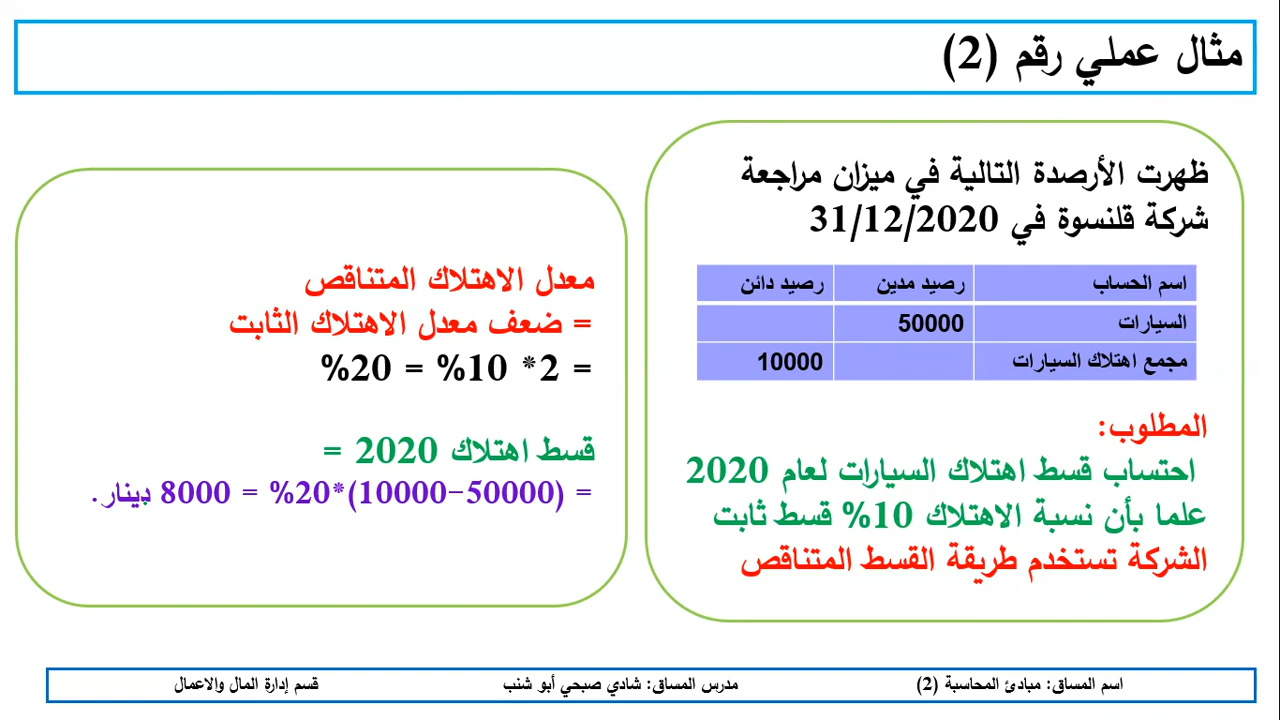 مثال عملي رقم (2)
ظهرت الأرصدة التالية في ميزان مراجعة
شركة قلنسوة في 31/12/2020
اسم الحساب رصيد مدين رصيد دائن
السيارات 50000
مجمع اهتلاك السيارات 10000
المطلوب:
احتساب قسط اهتلاك السيارات لعام 2020
علما بأن نسبة الاهتلاك 10% قسط ثابت
الشركة تستخدم طريقة القسط المتناقص
معدل الاهتلاك المتناقص
= ضعف معدل الاهتلاك الثابت
= 2* 10% = 20%
قسط اهتلاك 2020 =
= (50000-10000)*20% = 8000 دينار.
اسم المساق: مبادئ المحاسبة (2) مدرس المساق: شادي صبحي أبو شنب قسم إدارة المال والاعمال